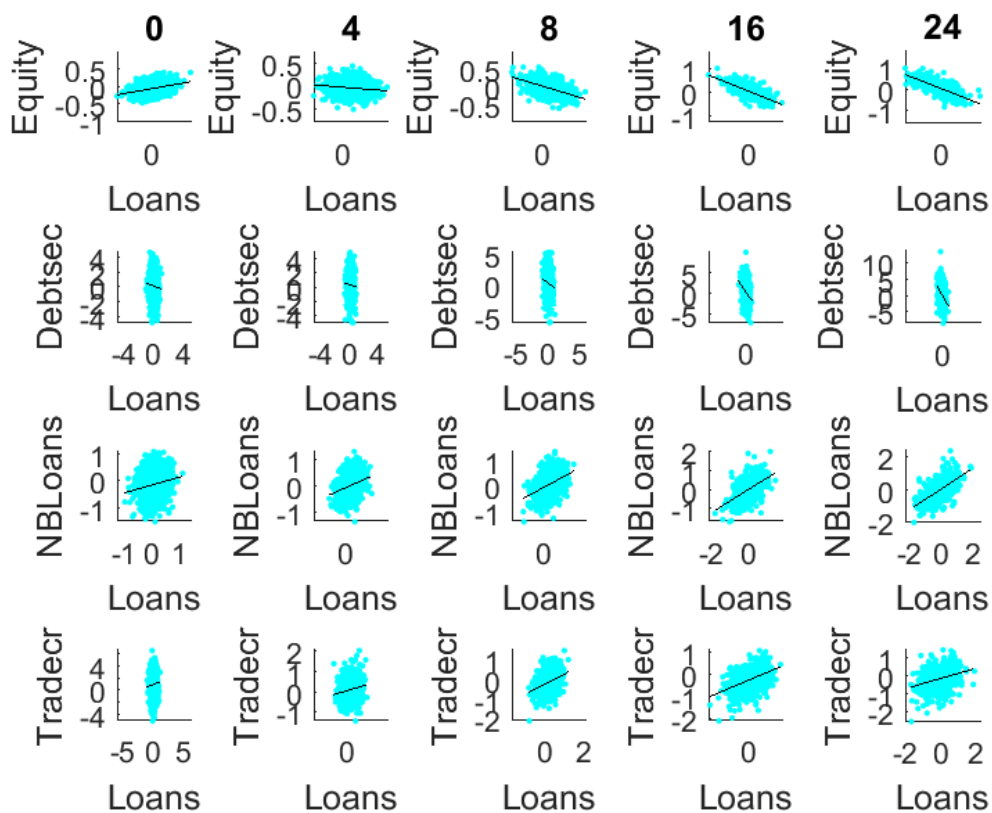 0 4 8 16 24
Equity Equity Equity Equity Equity
0.5 0 -0.5 -1
0.5 0 -0.5
0.5 0 -0.5
1 0 -1
1 0 -1
0 0 0 0 0
Loans Loans Loans Loans Loans
Debtsec Debtsec Debtsec Debtsec Debtsec
4 2 0 -2 -4
4 2 0 -2 -4
5 0 -5
5 0 -5
10 5 0 -5
-4 0 4 -4 0 4 -5 0 5 0 0
Loans Loans Loans Loans Loans
NBLoans NBLoans NBLoans NBLoans NBLoans
1 0 -1
1 0 -1
1 0 -1
2 1 0 -1
2 0 -2
-1 0 1 0 0 -2 0 -2 0 2
Loans Loans Loans Loans Loans
Tradecr Tradecr Tradecr Tradecr Tradecr
4 2 0 -4
2 1 0 -1
1 0 -1 -2
1 0 -1 -2
1 0 -1 -2
-5 0 5 0 0 2 0 -2 0 2
Loans Loans Loans Loans Loans